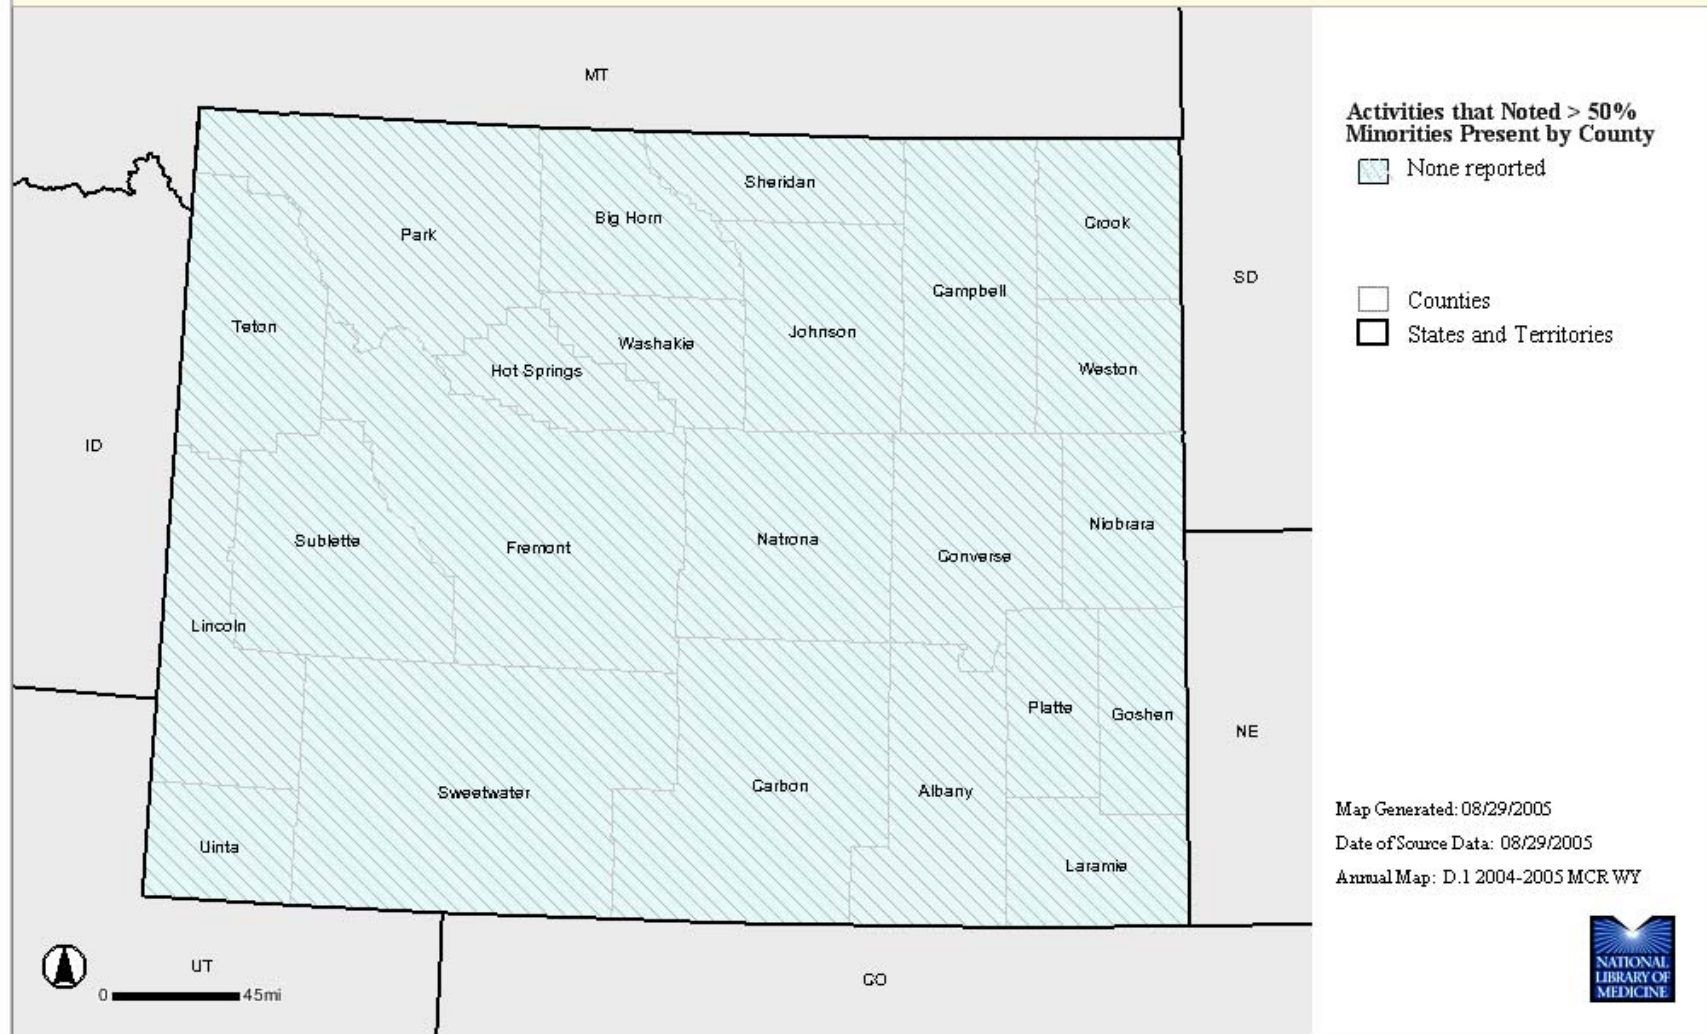 MT
Activities that Noted > 50%
Minorities Present by County
None reported
Sheridan
Big Horn
Crook
Park
SD
Campbell
Counties
Teton
Johnson
States and Territories
Washakie
Hot Springs
Weston
ID
Niobrara
Sublette
Fremont
Natrona
Converse
Lincoln
Platte
Goshen
NE
Sweetwater
Carbon
Albany
Map Generated: 08/29/2005
Uinta
Date of Source Data: 08/29/2005
Laramie
Annual Map: D.1 2004-2005 MCR WY
UT
CO
0 45mi
NATIONAL
LIBRARY OF
MEDICINE